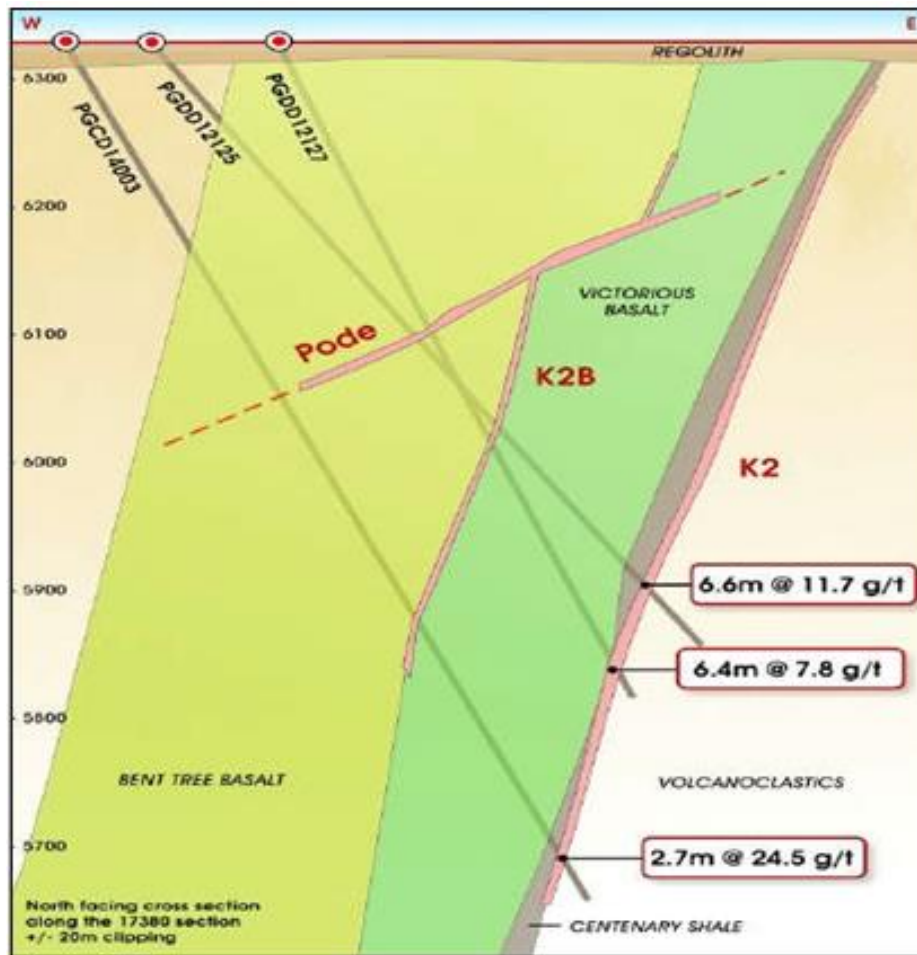 W
E
REGOLITH
6300
PGCD14003
PGDD12125
PGDD12127
6200
VICTORIOUS
BASALT
6100
Pode
K2B
6000
K2
5900
6.6m @ 11.7 g/t
6.4m @ 7.8 g/t
5800
BENT TREE BASALT
VOLCANOCLASTICS
5700
2.7m @ 24.5 g/t
North facing cross section
along the 17380 section
+/- 20m clipping
CENTENARY SHALE